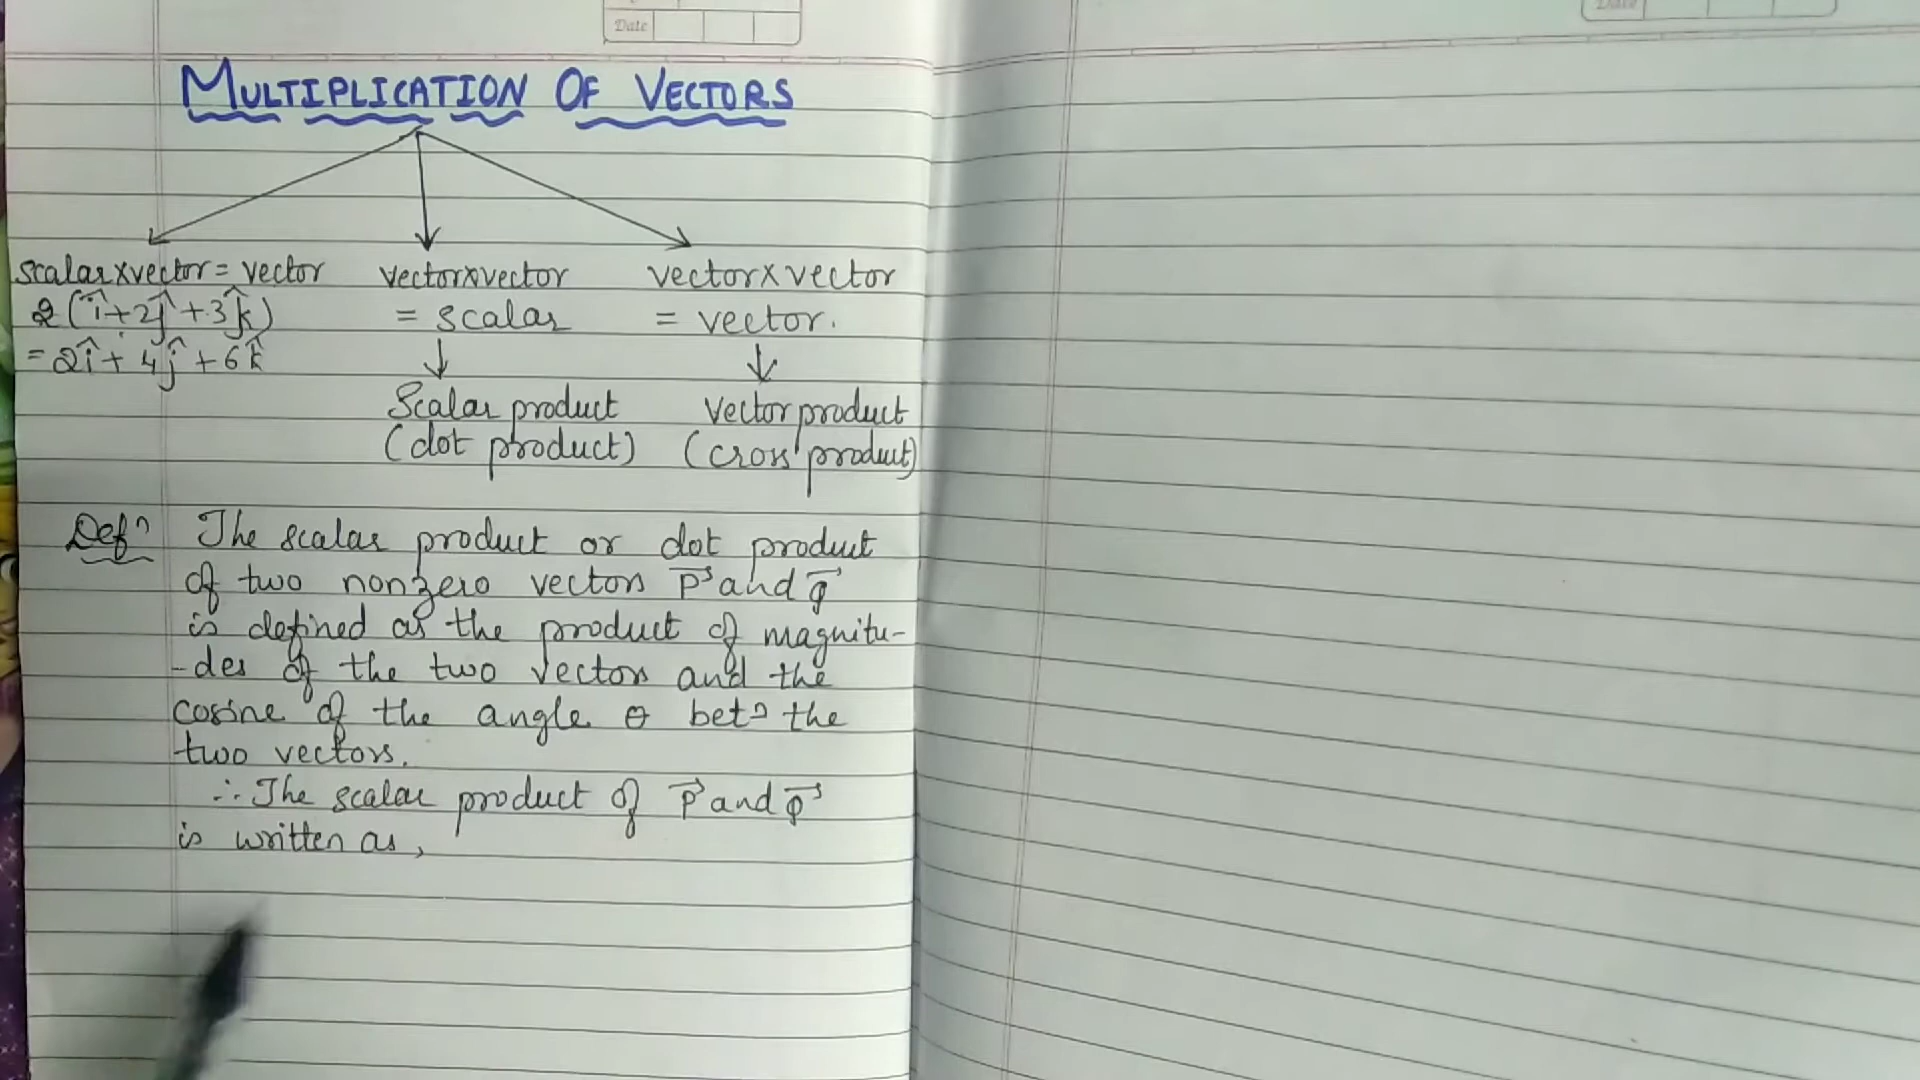 Date
Date
MULTIPLICATION OF VECTORS
scalar x vector = vector
2(î+2ĵ+3k̂)
=2î+4ĵ+6k̂
vector x vector
= scalar
↓
Scalar product
(dot product)
vector x vector
= vector.
↓
Vector product
(cross product)
Defⁿ The scalar product or dot product
of two nonzero vectors p⃗ and q⃗
is defined as the product of magnitu-
-des of the two vectors and the
cosine of the angle θ betⁿ the
two vectors.
∴ The scalar product of p⃗ and q⃗
is written as,